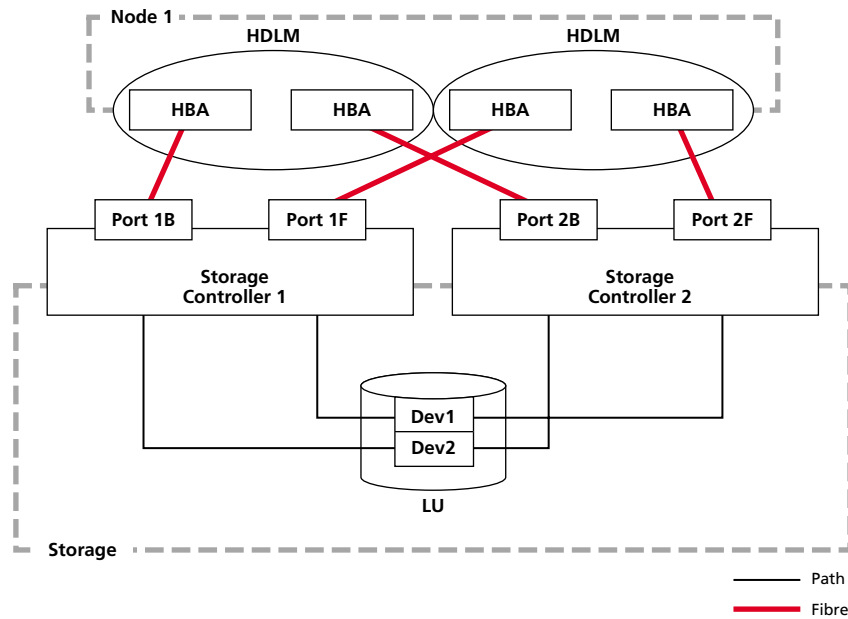 Node 1
HDLM
HDLM
HBA
HBA
HBA
HBA
Port 1B
Port 1F
Port 2B
Port 2F
Storage
Controller 1
Storage
Controller 2
Dev1
Dev2
LU
Storage
Path
Fibre